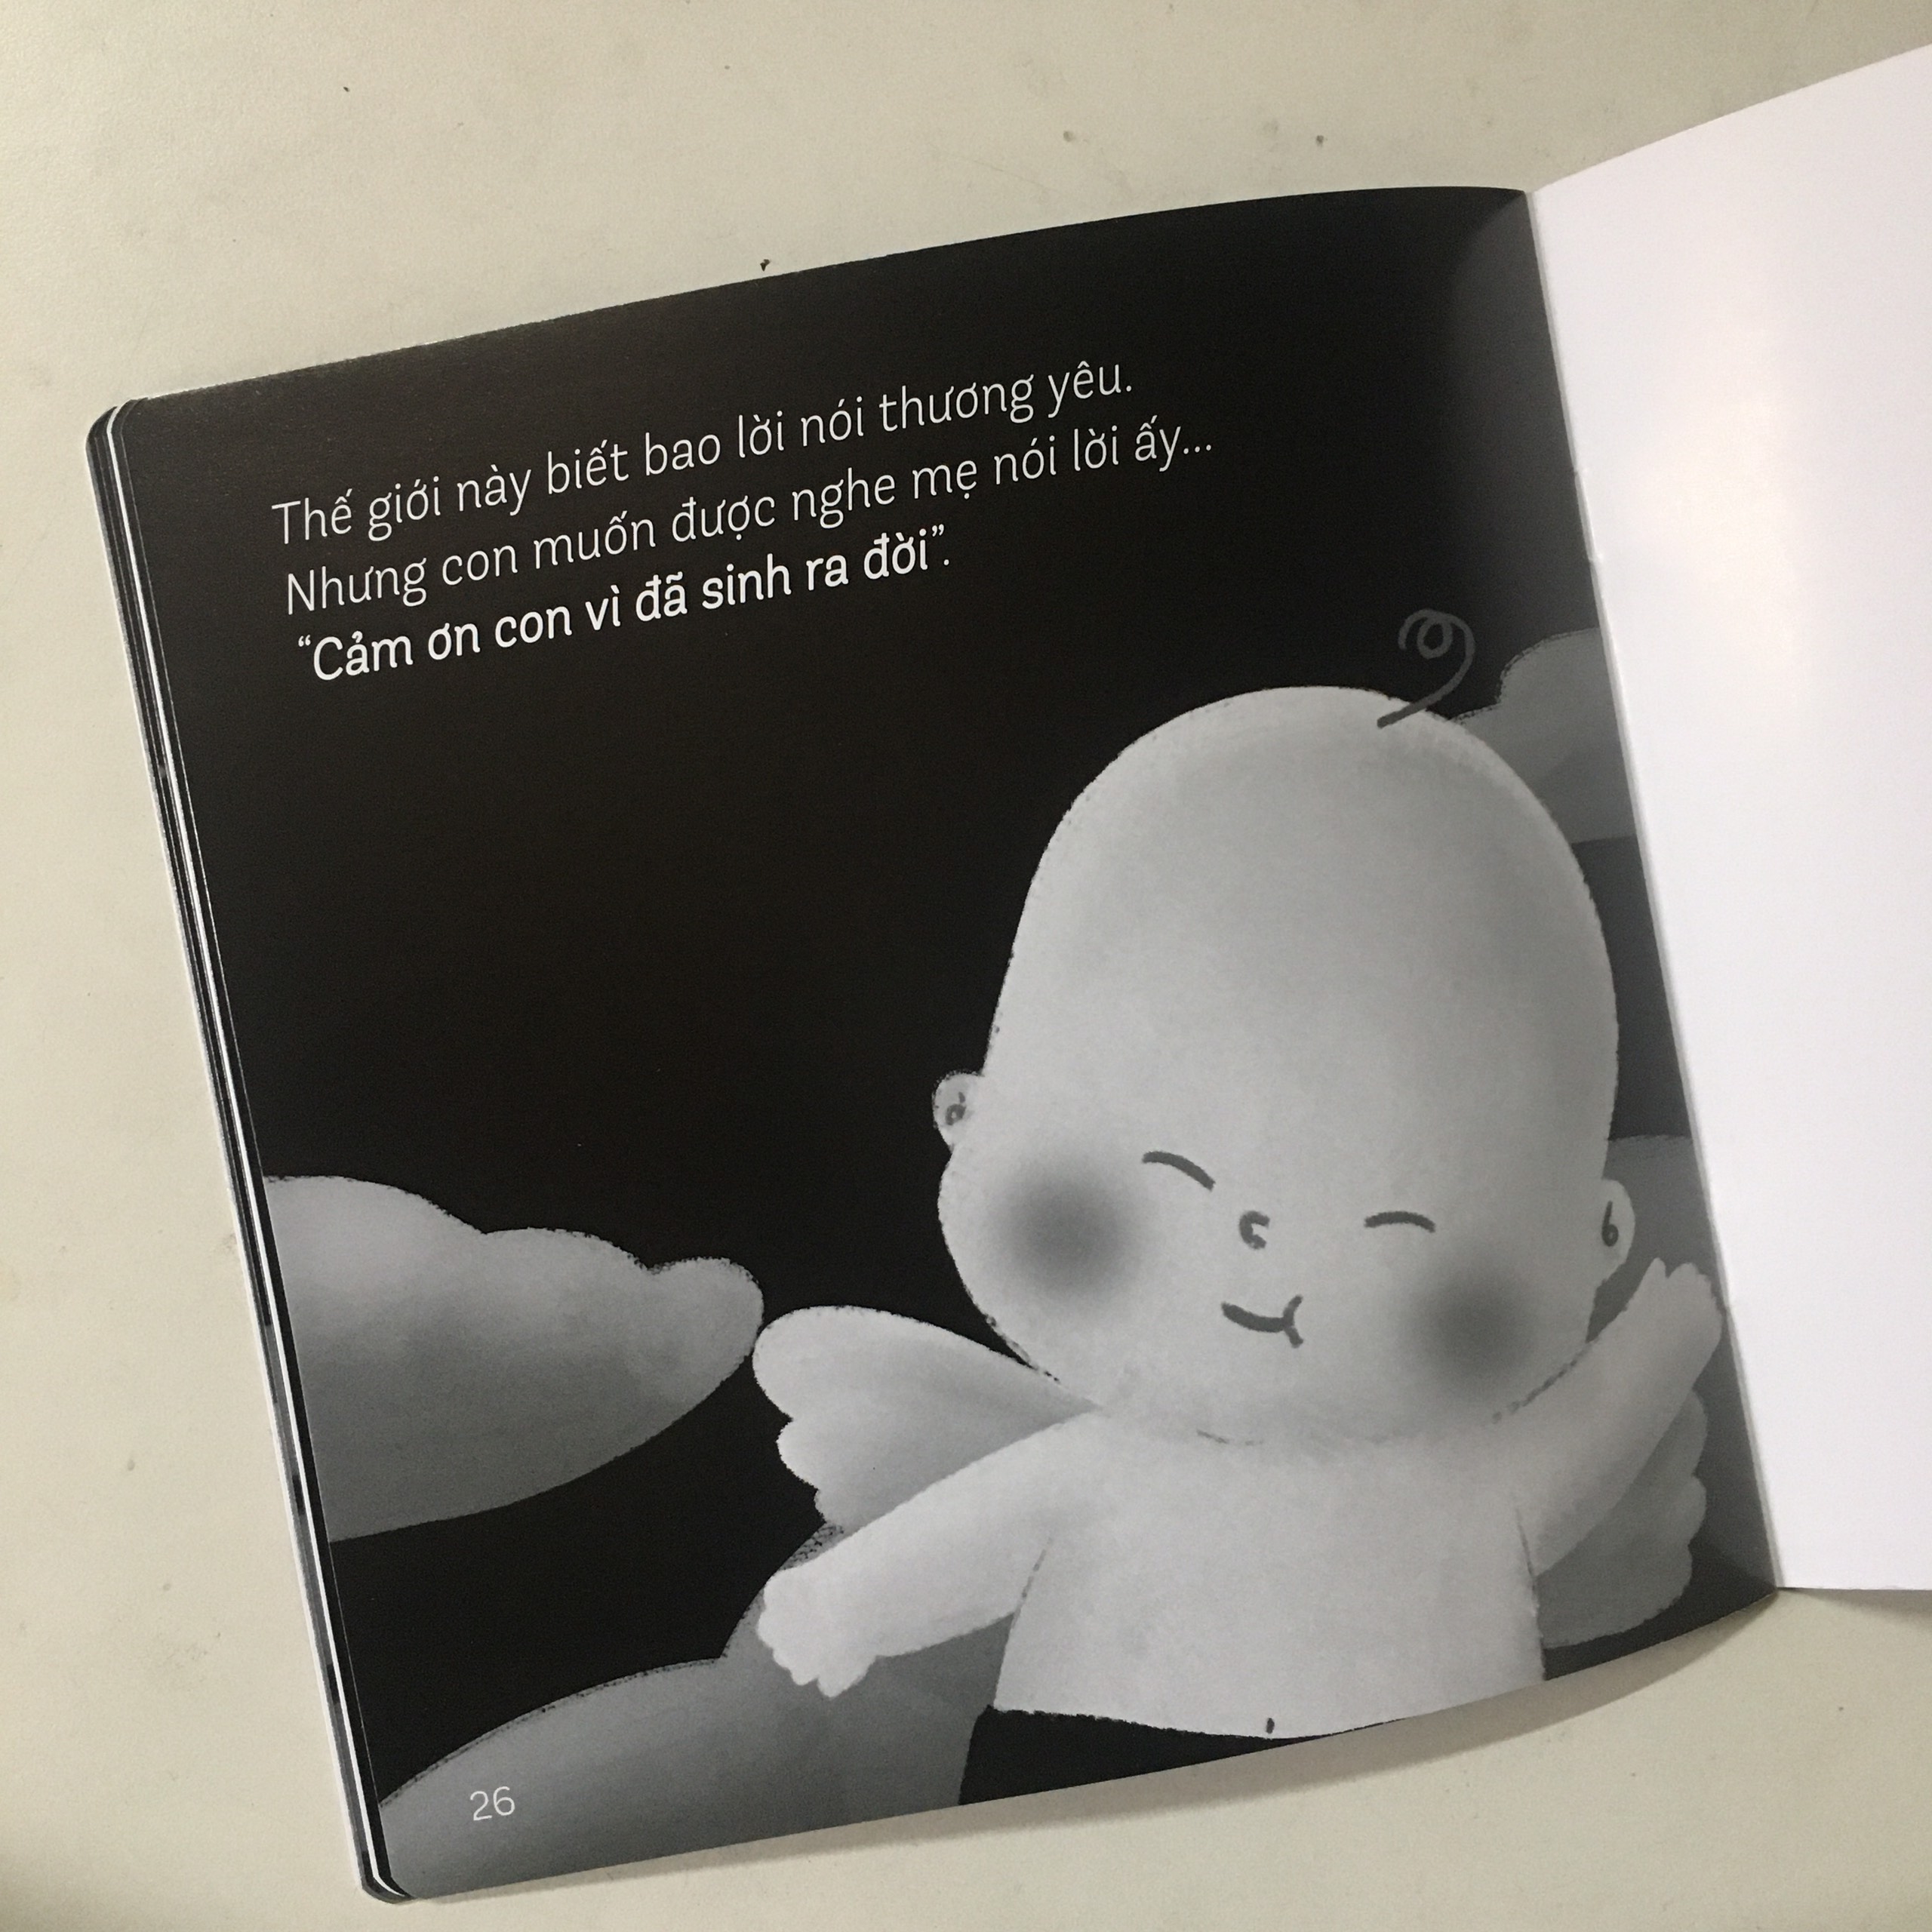 Thế giới này biết bao lời nói thương yêu.
Nhưng con muốn được nghe mẹ nói lời ấy...
“Cảm ơn con vì đã sinh ra đời”.
26